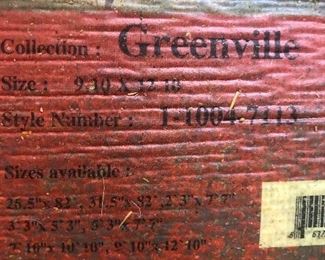 Collection : Greenville
Size : 9.10 X 12 10
Style Number : I-1004-7113
Sizes available :
25.5"x 82", 31.5"x 82", 2' 3"x 7' 7"
3' 3"x 5' 3", 5' 3"x 7' 7"
7' 10"x 10' 10", 9' 10"x 12' 10"